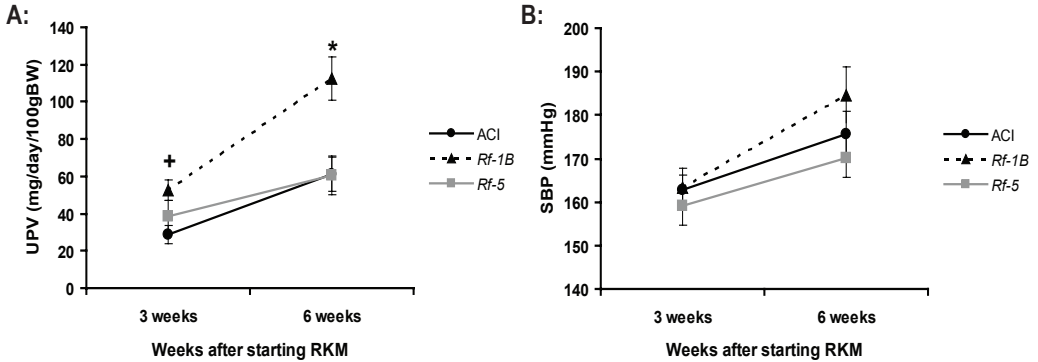 A:
UPV (mg/day/100gBW)
140
120
100
80
60
40
20
0
+
*
3 weeks
6 weeks
Weeks after starting RKM
ACI
Rf-1B
Rf-5
B:
SBP (mmHg)
200
190
180
170
160
150
140
3 weeks
6 weeks
Weeks after starting RKM
ACI
Rf-1B
Rf-5